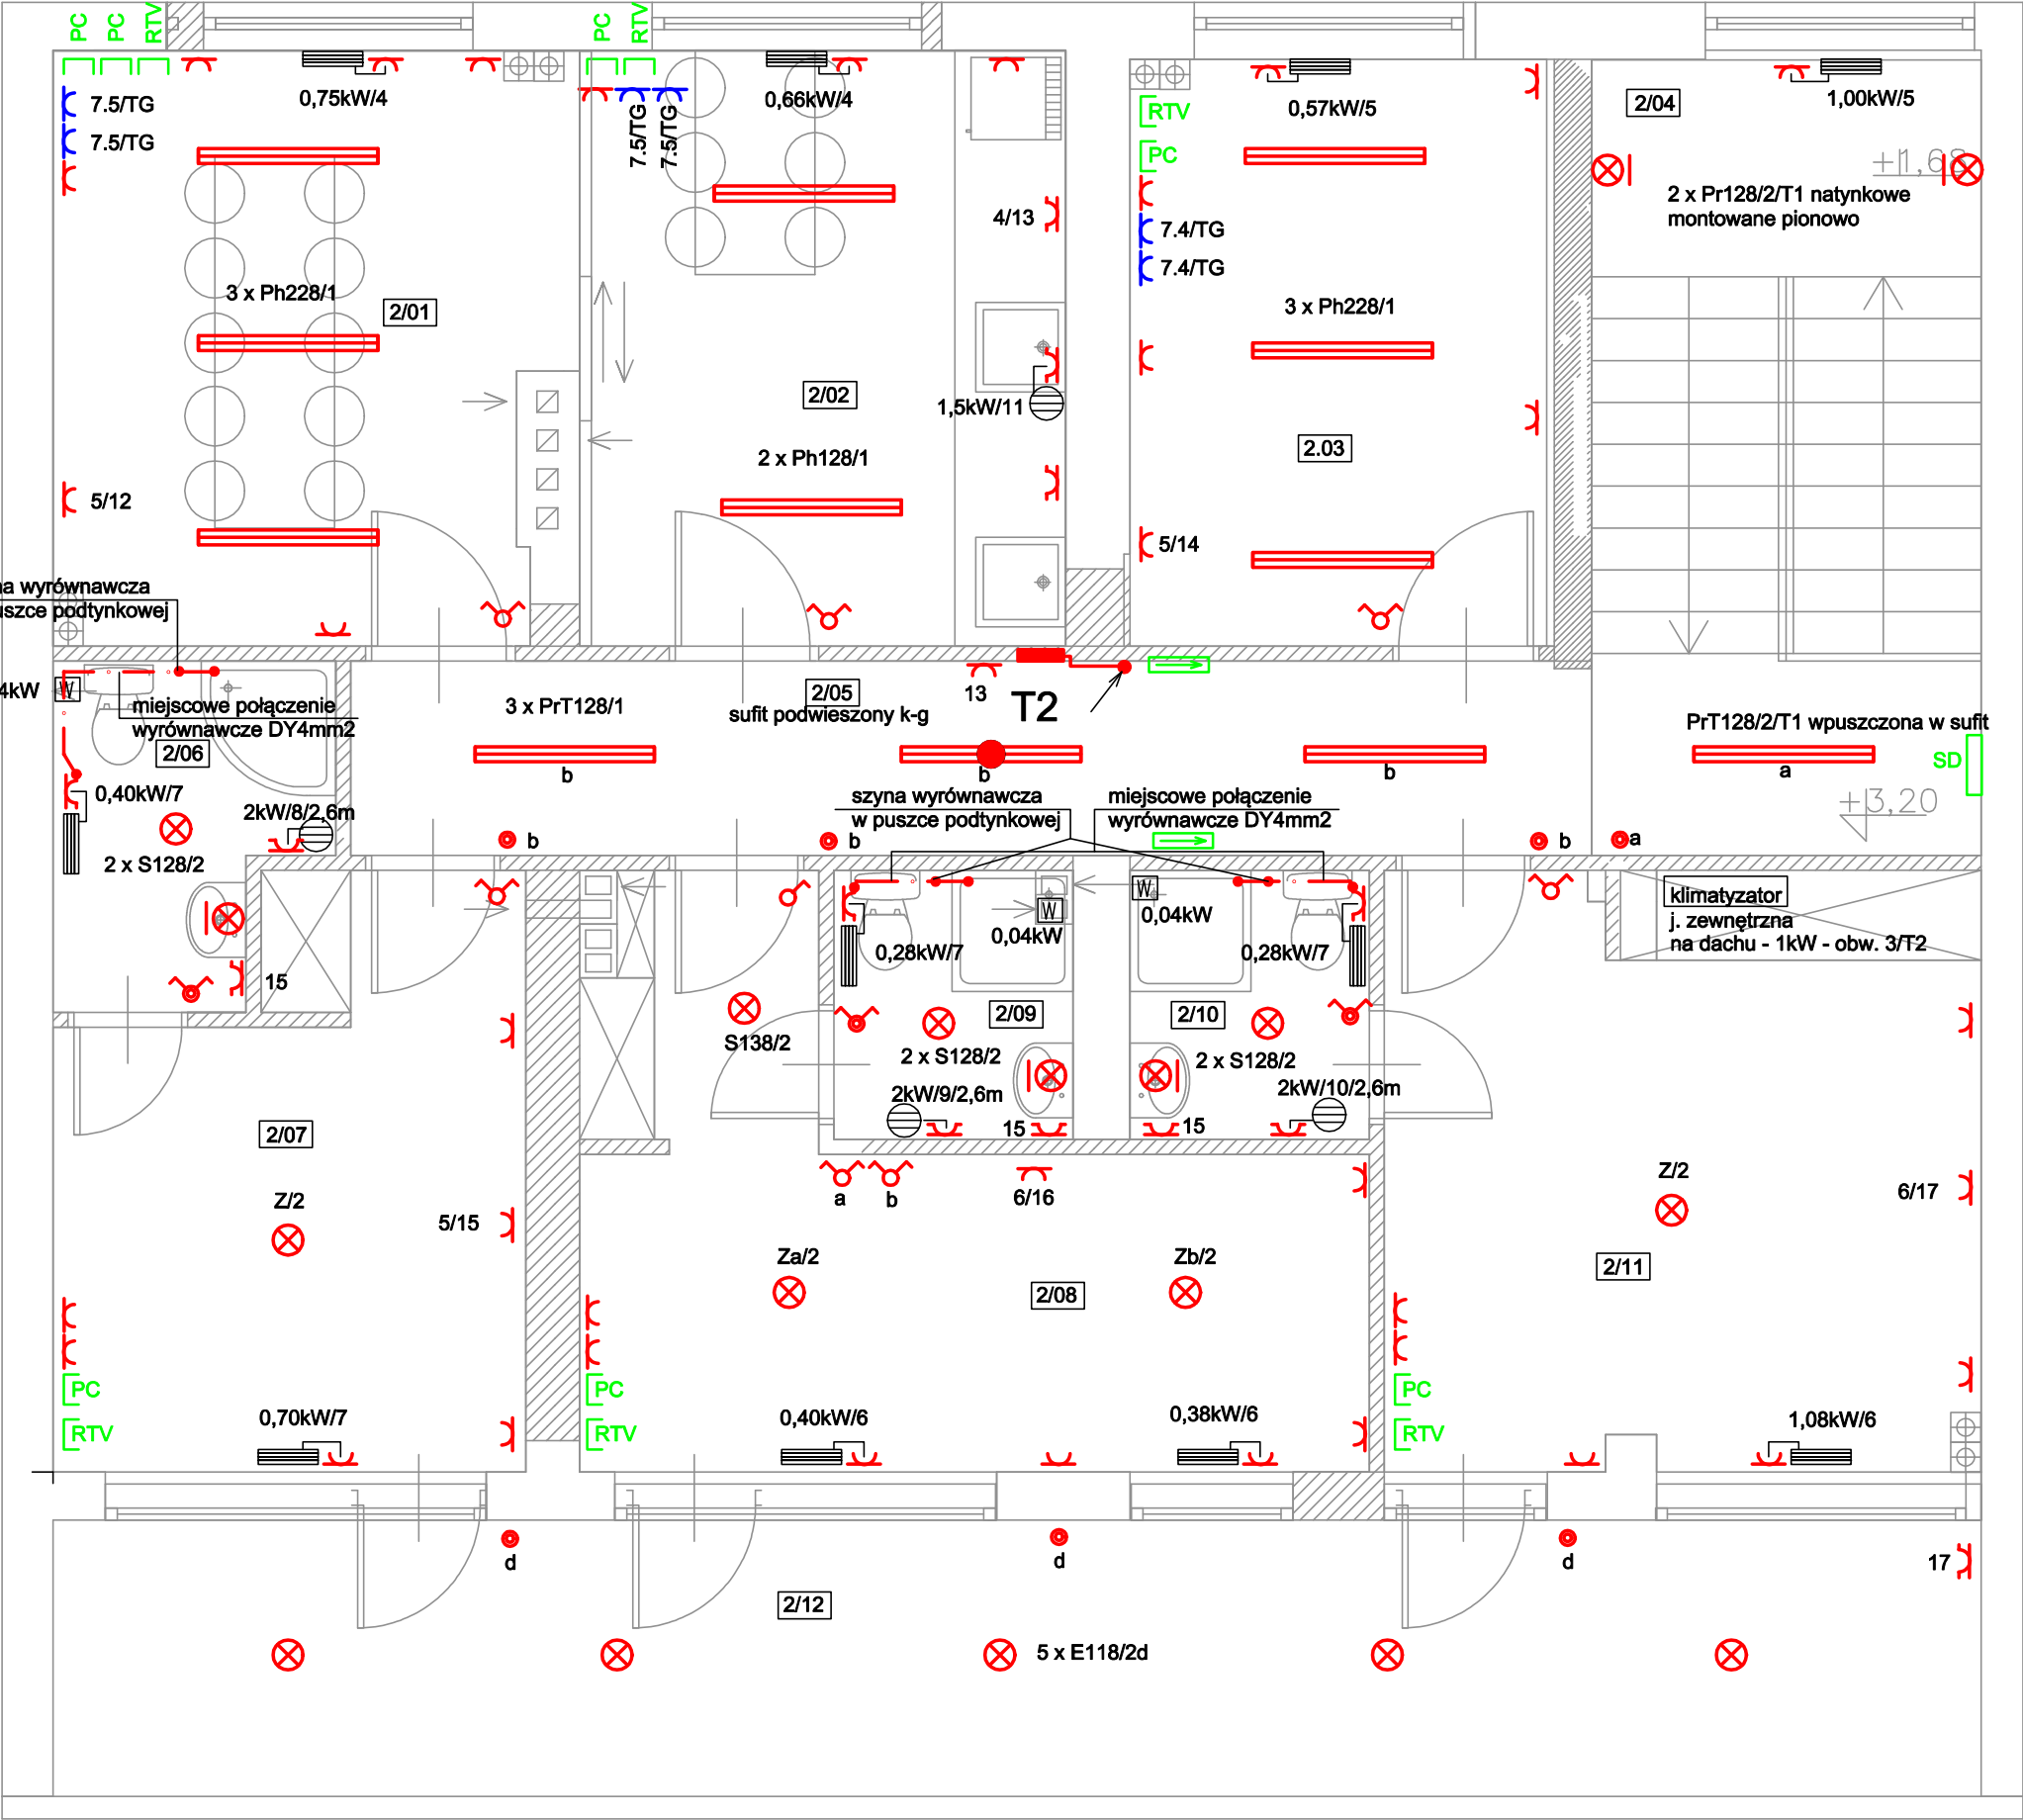 PC
PC
RTV
PC
RTV
7.5/TG
7.5/TG
0,75kW/4
7.5/TG
7.5/TG
0,66kW/4
RTV
PC
0,57kW/5
2/04
1,00kW/5
+1,68
2 x Pr128/2/T1 natynkowe
montowane pionowo
4/13
7.4/TG
7.4/TG
3 x Ph228/1
2/01
3 x Ph228/1
2/02
1,5kW/11
2.03
2 x Ph128/1
5/12
5/14
wyrównawcza
podtynkowej
4kW
W
miejscowe połączenie
wyrównawcze DY4mm2
2/06
3 x PrT128/1
2/05
sufit podwieszony k-g
13
T2
PrT128/2/T1 wpuszczona w sufit
SD
b
b
b
a
0,40kW/7
2kW/8/2,6m
szyna wyrównawcza
w puszce podtynkowej
miejscowe połączenie
wyrównawcze DY4mm2
+3,20
b
b
b
a
2 x S128/2
W
W
0,04kW
0,04kW
0,28kW/7
0,28kW/7
klimatyzator
j. zewnętrzna
na dachu - 1kW - obw. 3/T2
15
2/09
2/10
S138/2
2 x S128/2
2 x S128/2
2kW/9/2,6m
2kW/10/2,6m
15
15
2/07
a
b
6/16
Z/2
5/15
Z/2
6/17
Za/2
Zb/2
2/08
2/11
PC
RTV
0,70kW/7
PC
RTV
0,40kW/6
0,38kW/6
PC
RTV
1,08kW/6
d
d
d
17
2/12
5 x E118/2d